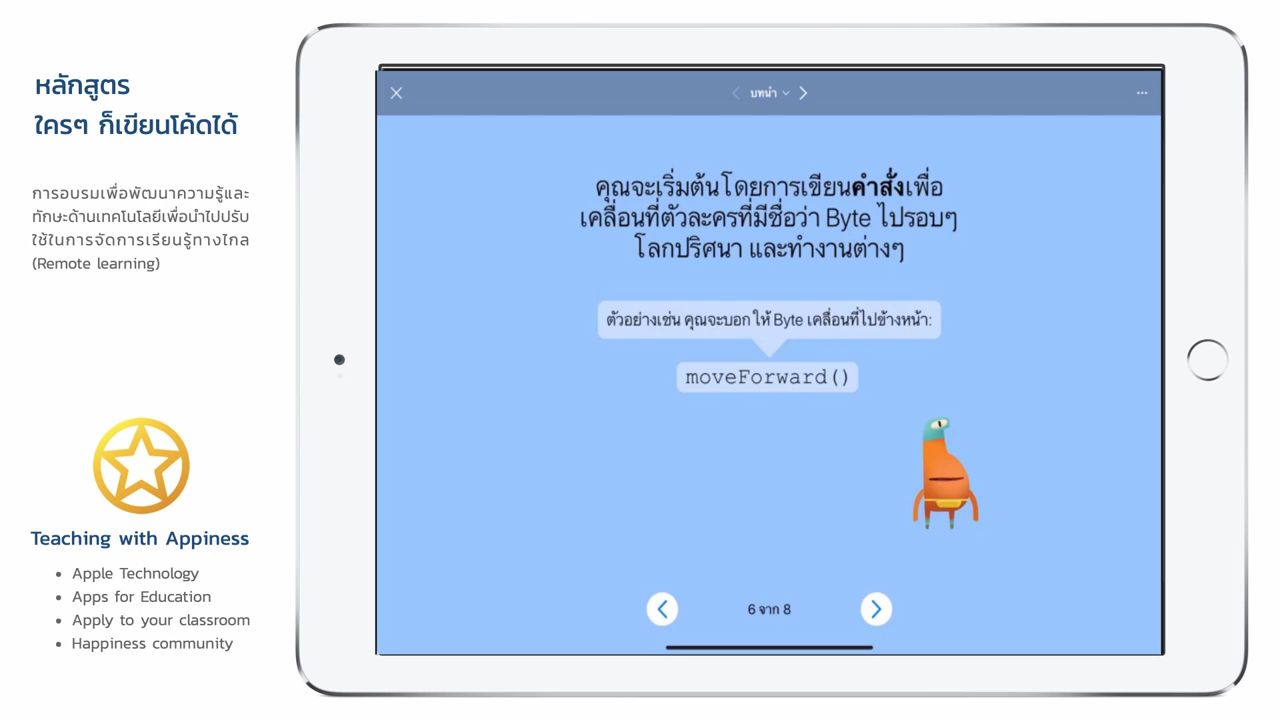 หลักสูตร
ใครๆ ก็เขียนโค้ดได้
การอบรมเพื่อพัฒนาความรู้และ
ทักษะด้านเทคโนโลยีเพื่อนำไปปรับ
ใช้ในการจัดการเรียนรู้ทางไกล
(Remote learning)
Teaching with Appiness
• Apple Technology
• Apps for Education
• Apply to your classroom
• Happiness community
บทนำ
คุณจะเริ่มต้นโดยการเขียนคำสั่งเพื่อ
เคลื่อนที่ตัวละครที่มีชื่อว่า Byte ไปรอบๆ
โลกปริศนา และทำงานต่างๆ
ตัวอย่างเช่น คุณจะบอกให้ Byte เคลื่อนที่ไปข้างหน้า:
moveForward()
6 จาก 8